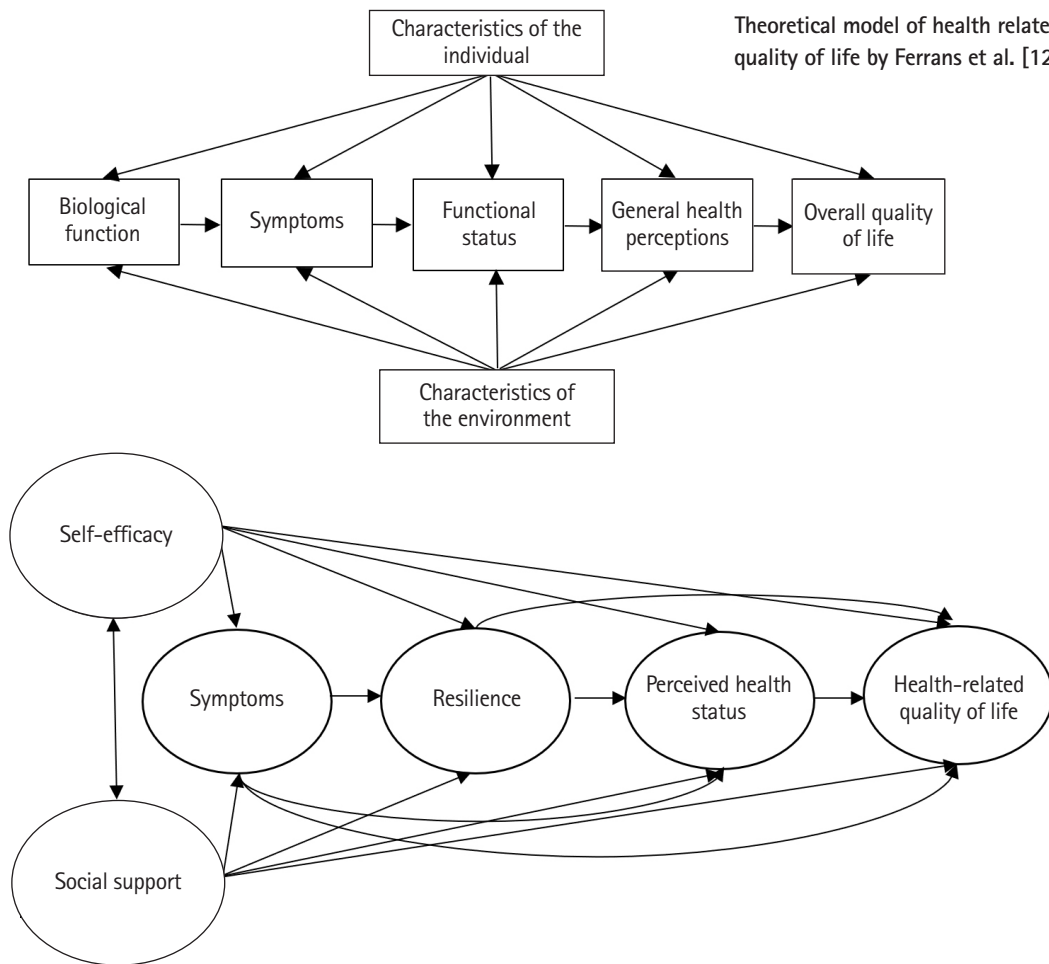 Characteristics of the
individual
Theoretical model of health relate
quality of life by Ferrans et al. [12
Biological
function
Symptoms
Functional
status
General health
perceptions
Overall quality
of life
Characteristics of
the environment
Self-efficacy
Symptoms
Resilience
Perceived health
status
Health-related
quality of life
Social support